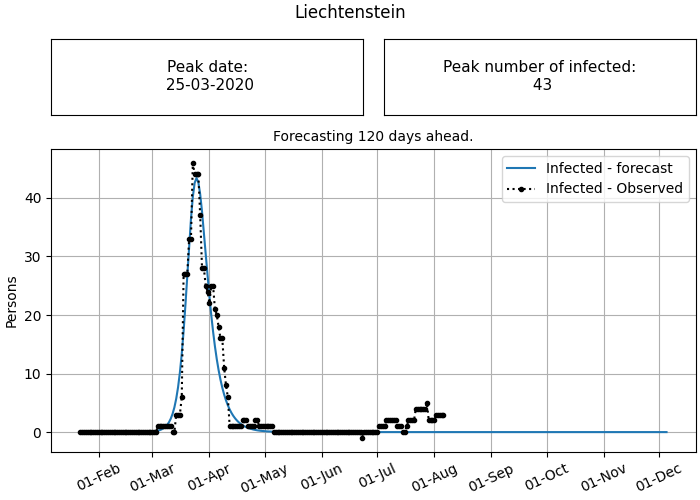 Liechtenstein
Peak date:
25-03-2020
Peak number of infected:
43
Forecasting 120 days ahead.
Infected - forecast
Infected - Observed
Persons
40
30
20
10
0
01-Feb
01-Mar
01-Apr
01-May
01-Jun
01-Jul
01-Aug
01-Sep
01-Oct
01-Nov
01-Dec